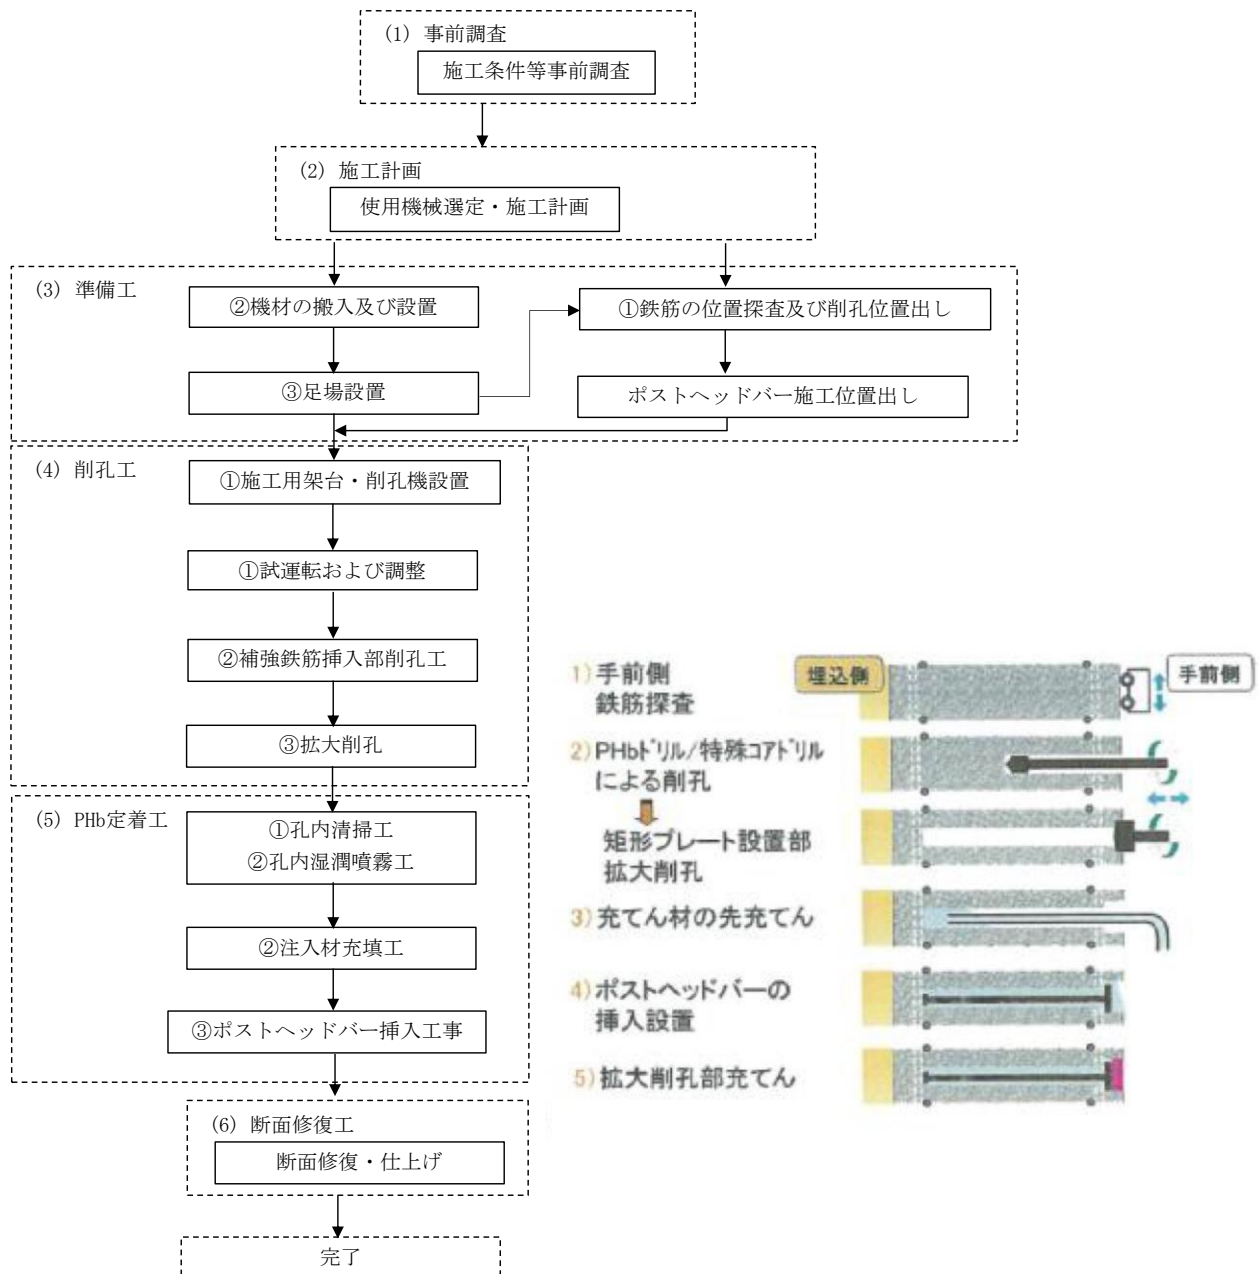 (1) 事前調査
施工条件等事前調査
(2) 施工計画
使用機械選定・施工計画
(3) 準備工
②機材の搬入及び設置
①鉄筋の位置探査及び削孔位置出し
③足場設置
ポストヘッドバー施工位置出し
(4) 削孔工
①施工用架台・削孔機設置
①試運転および調整
②補強鉄筋挿入部削孔工
③拡大削孔
(5) PHb定着工
①孔内清掃工
②孔内湿潤噴霧工
②注入材充填工
③ポストヘッドバー挿入工事
(6) 断面修復工
断面修復・仕上げ
完了
1)手前側
鉄筋探査
埋込側
手前側
2)PHbドリル/特殊コアドリル
による削孔
矩形プレート設置部
拡大削孔
3)充てん材の先充てん
4)ポストヘッドバーの
挿入設置
5)拡大削孔部充てん